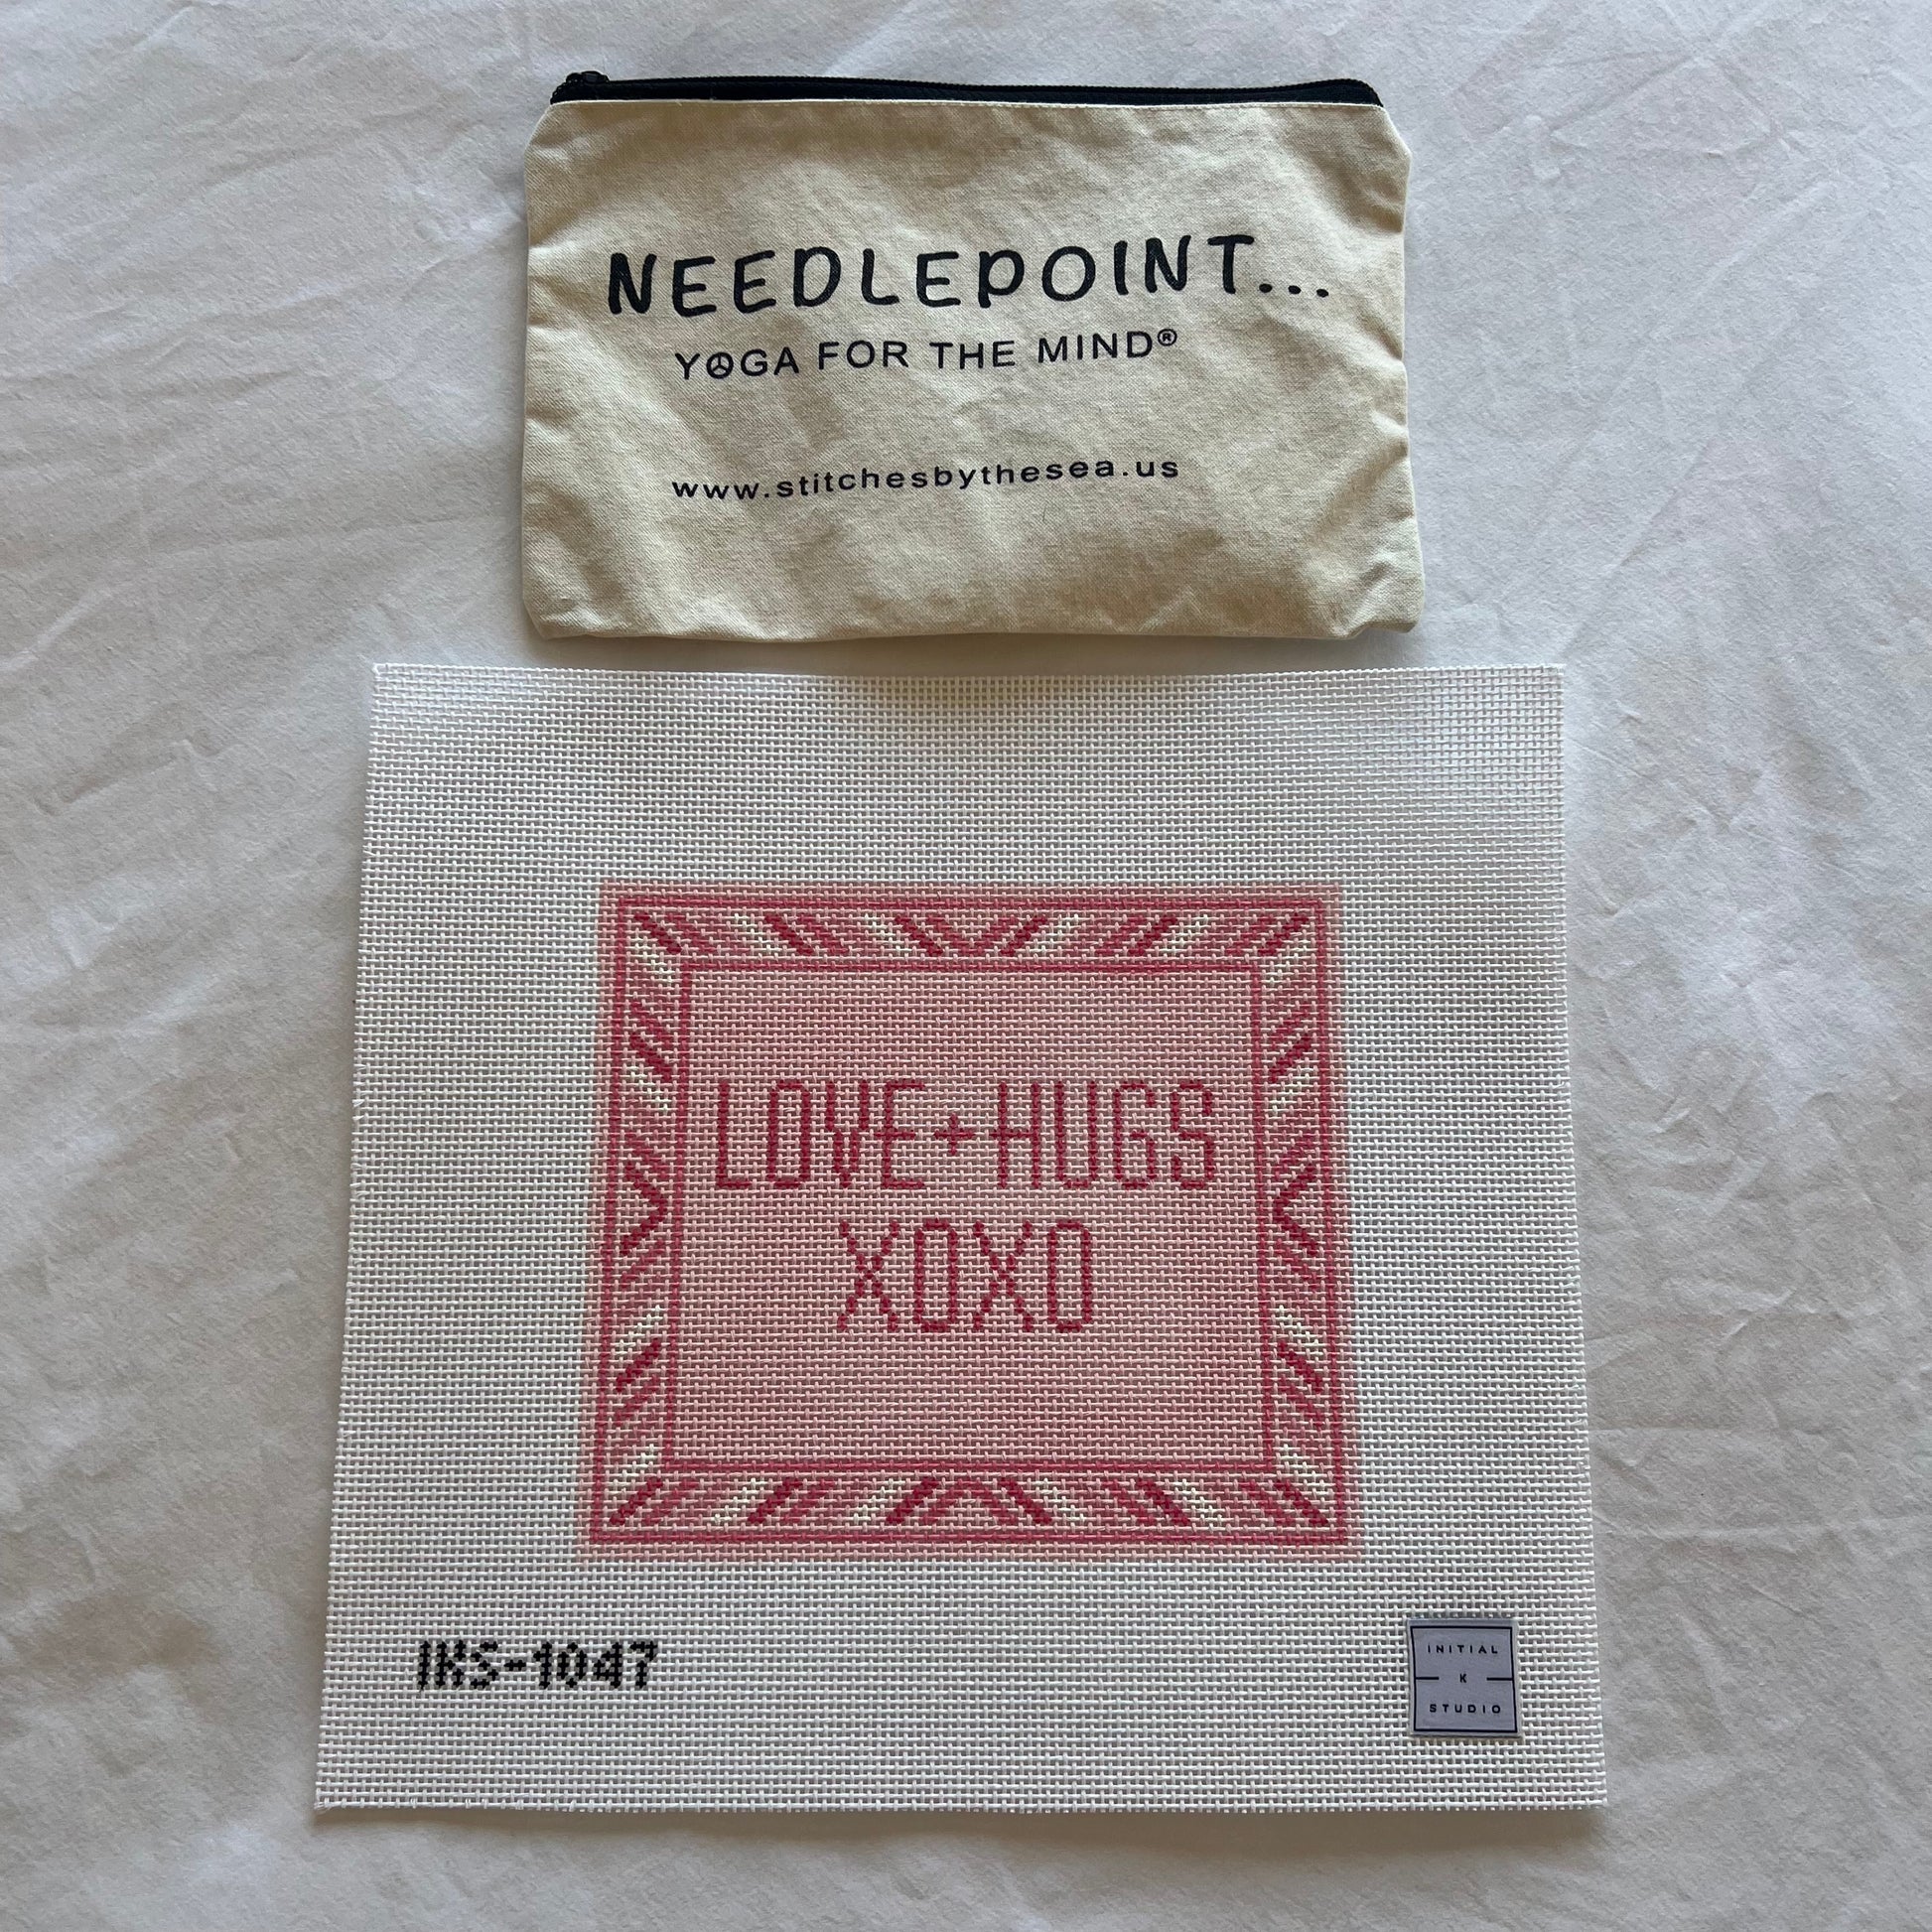 NEEDLEPOINT...
YOGA FOR THE MIND®
www.stitchesbythesea.us
LOVE+HUGS
XOXO
IKS-1047
INITIAL
K
STUDIO